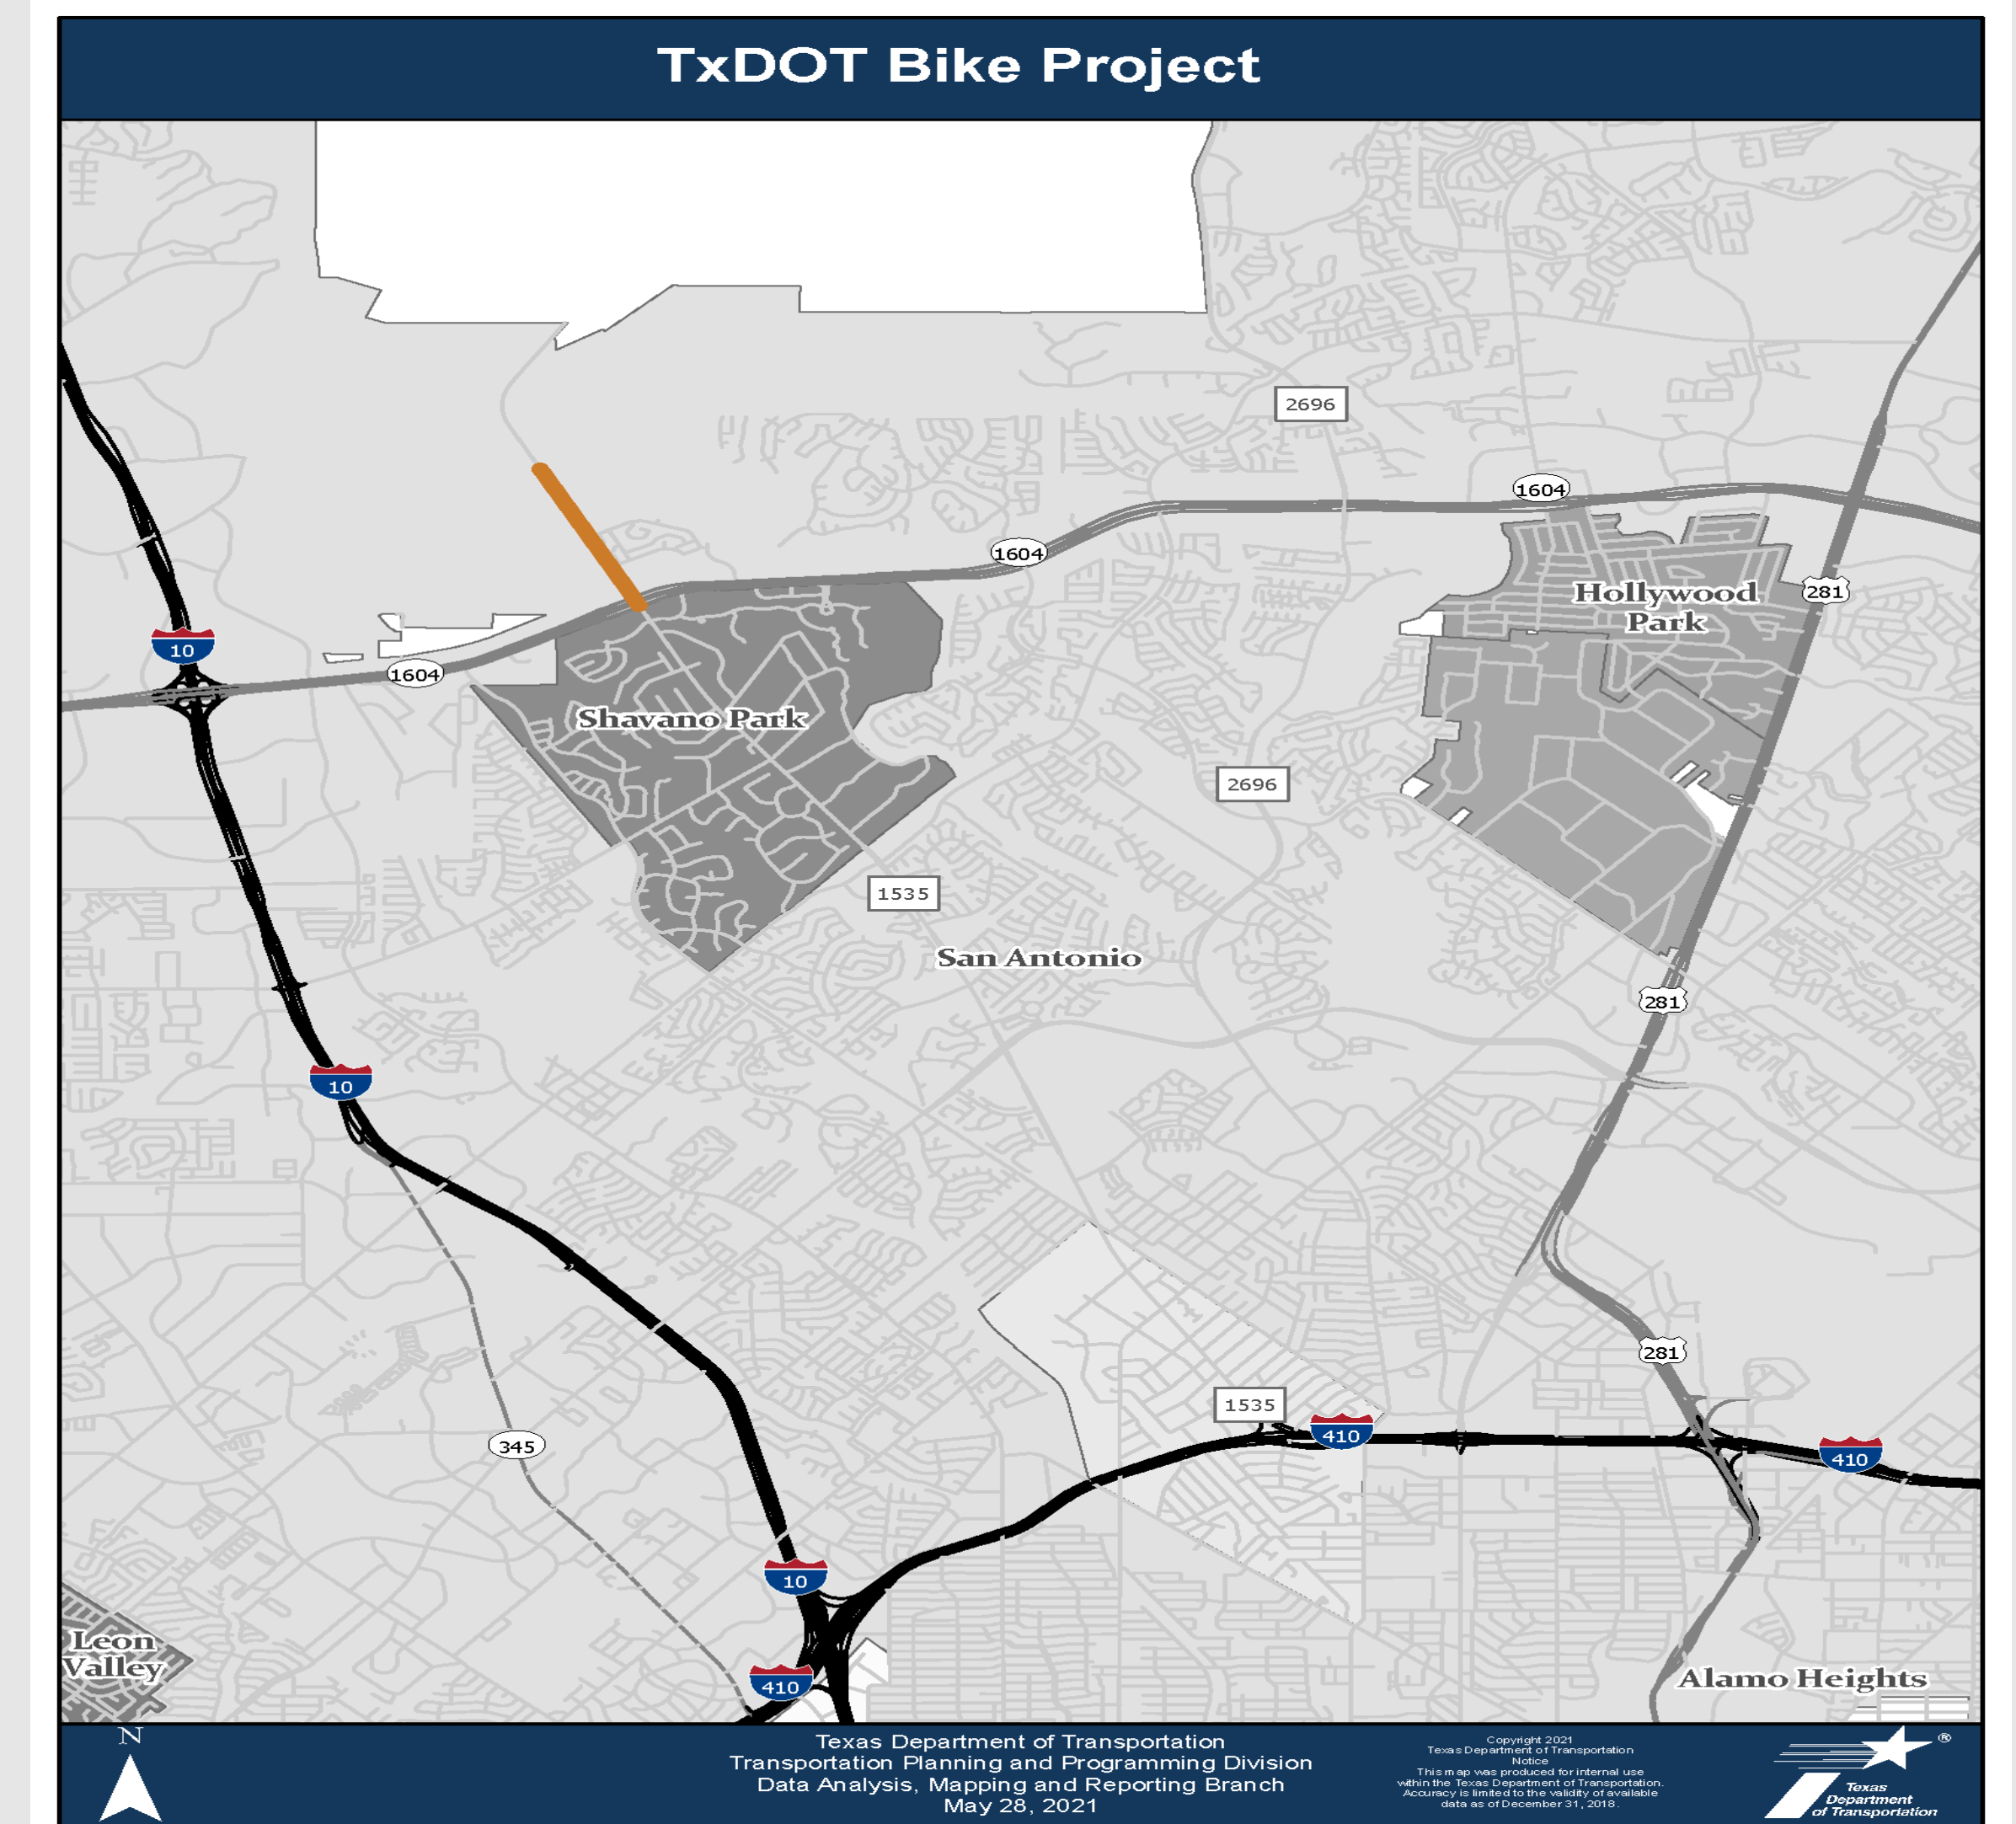 TxDOT Bike Project
2696
1604
1604
Hollywood
Park
281
10
1604
Shavano Park
2696
1535
San Antonio
281
10
281
1535
410
345
410
10
Leon
Valley
410
Alamo Heights
N
Texas Department of Transportation
Transportation Planning and Programming Division
Data Analysis, Mapping and Reporting Branch
May 28, 2021
Copyright 2021
Texas Department of Transportation
Notice
This map was produced for internal use
within the Texas Department of Transportation.
Accuracy is limited to the validity of available
data as of December 31, 2018.
®
Texas
Department
of Transportation